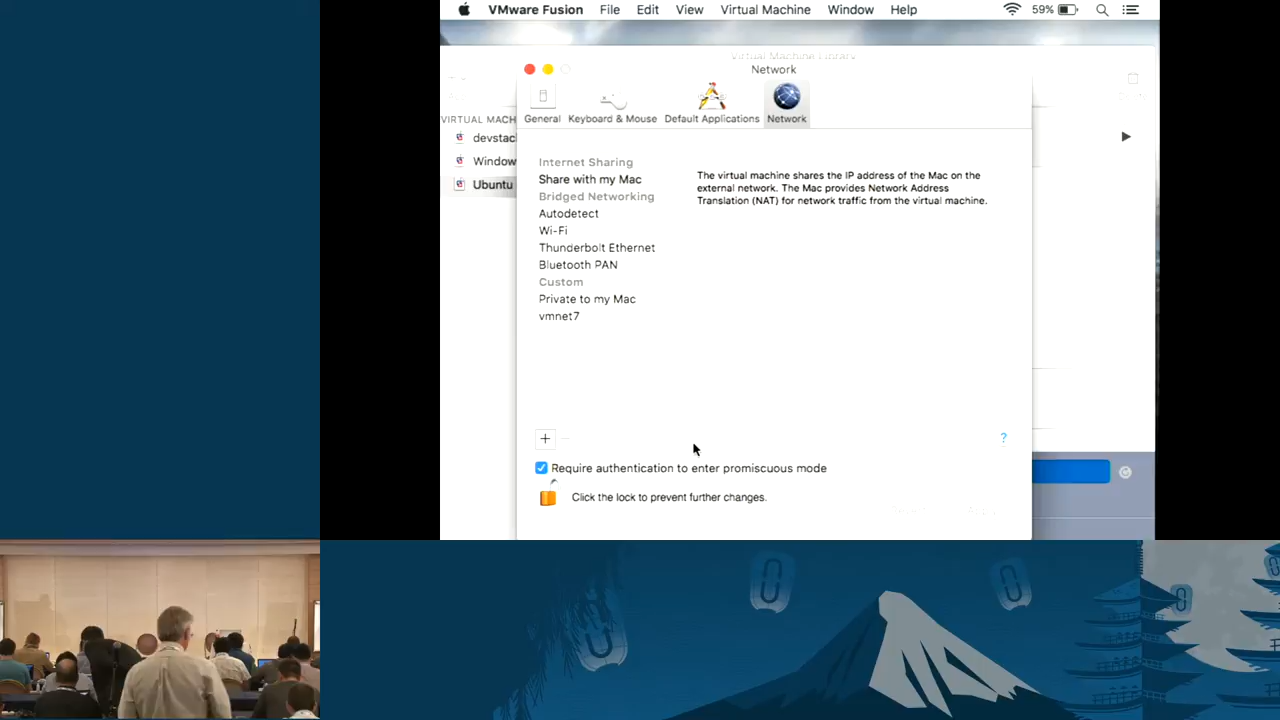 VMware Fusion File Edit View Virtual Machine Window Help 59%
Virtual Machine Library
Network
General Keyboard & Mouse Default Applications Network
VIRTUAL MACH
devstac
Window
Ubuntu
Internet Sharing
Share with my Mac
Bridged Networking
Autodetect
Wi-Fi
Thunderbolt Ethernet
Bluetooth PAN
Custom
Private to my Mac
vmnet7
The virtual machine shares the IP address of the Mac on the
external network. The Mac provides Network Address
Translation (NAT) for network traffic from the virtual machine.
+
?
Require authentication to enter promiscuous mode
Click the lock to prevent further changes.